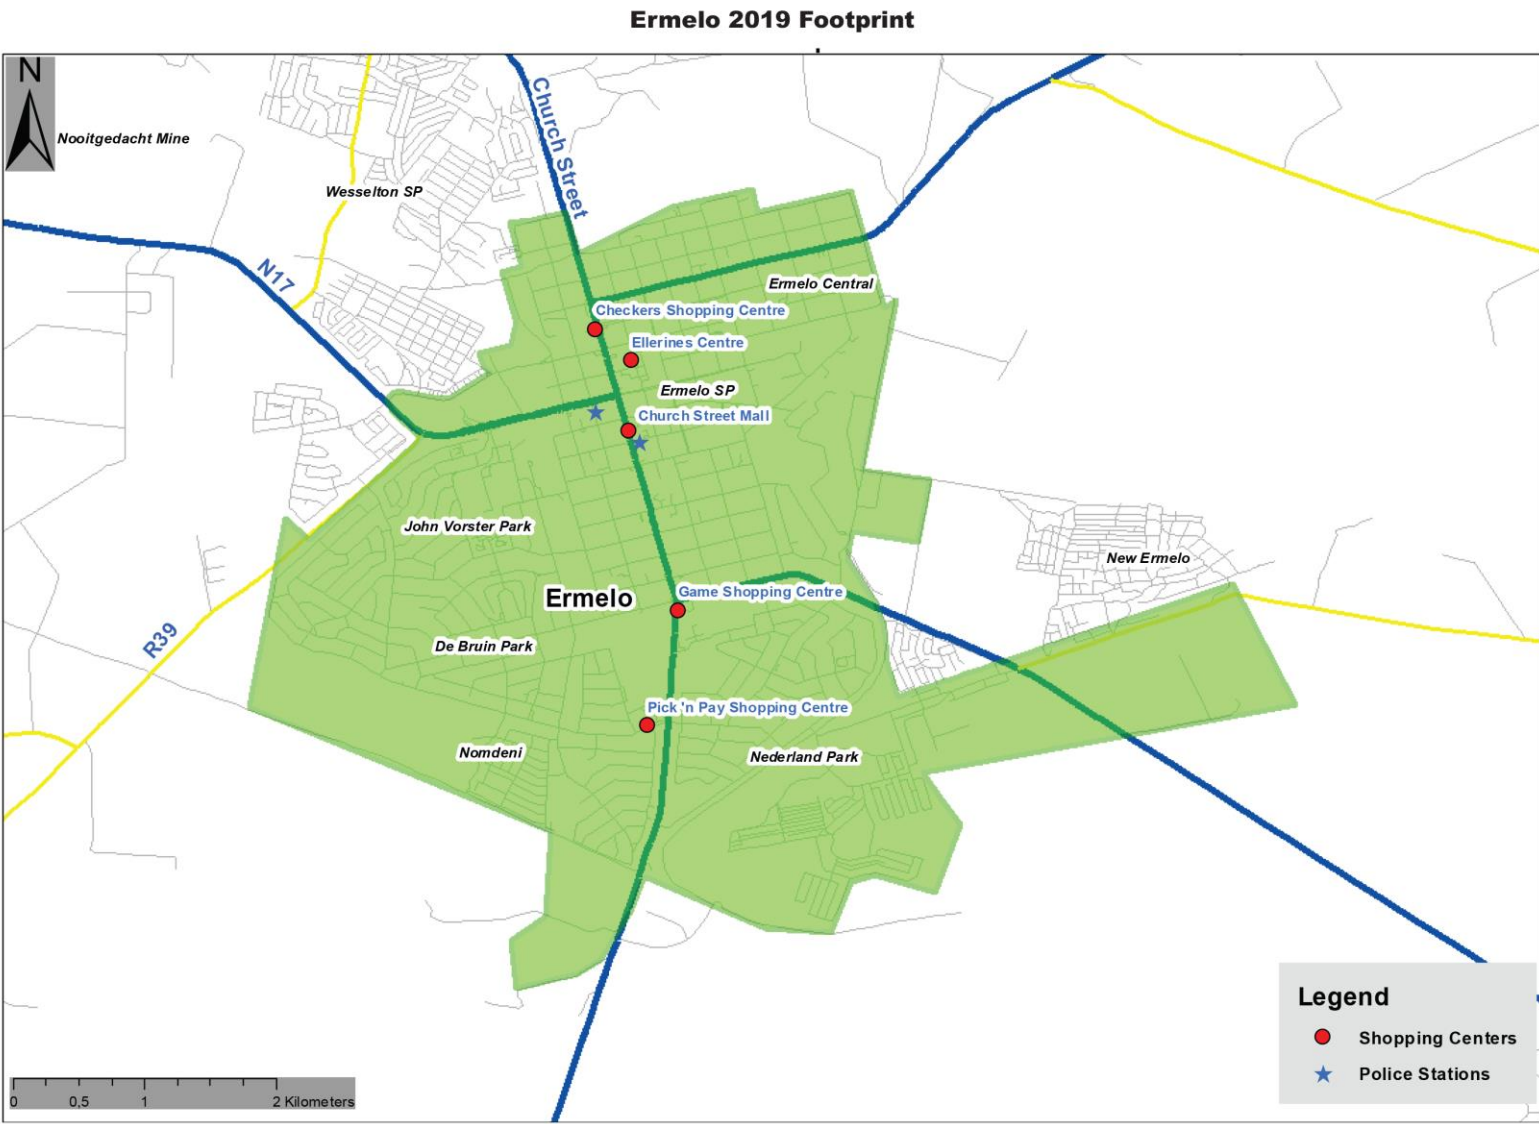 Ermelo 2019 Footprint
N
Nooitgedacht Mine
Church Street
Wesselton SP
N17
Ermelo Central
Checkers Shopping Centre
Ellerines Centre
Ermelo SP
Church Street Mall
John Vorster Park
New Ermelo
Ermelo
Game Shopping Centre
R39
De Bruin Park
Pick 'n Pay Shopping Centre
Nomdeni
Nederland Park
Legend
Shopping Centers
Police Stations
0 0,5 1 2 Kilometers